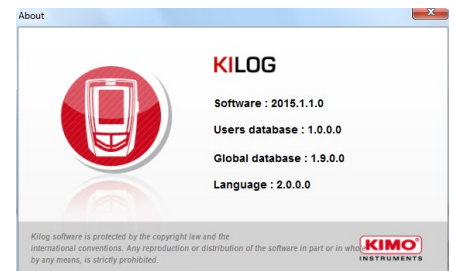 About
KILOG
Software : 2015.1.1.0
Users database : 1.0.0.0
Global database : 1.9.0.0
Language : 2.0.0.0
Kilog software is protected by the copyright law and the
international conventions. Any reproduction or distribution of the software in part or in whole
by any means, is strictly prohibited.
KIMO®
INSTRUMENTS